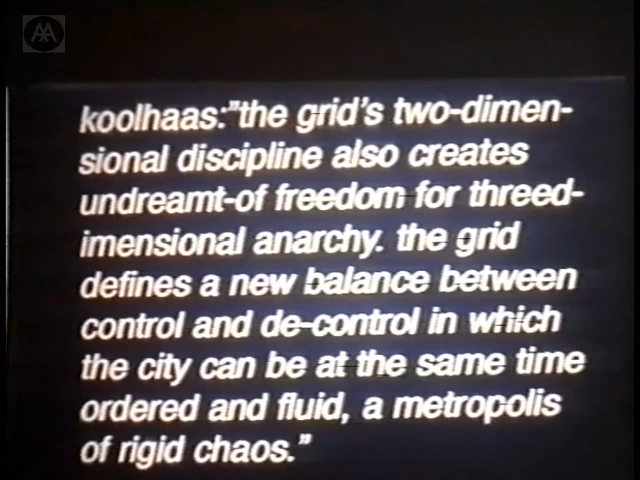 AA
koolhaas:"the grid's two-dimen-
sional discipline also creates
undreamt-of freedom for threed-
imensional anarchy. the grid
defines a new balance between
control and de-control in which
the city can be at the same time
ordered and fluid, a metropolis
of rigid chaos."